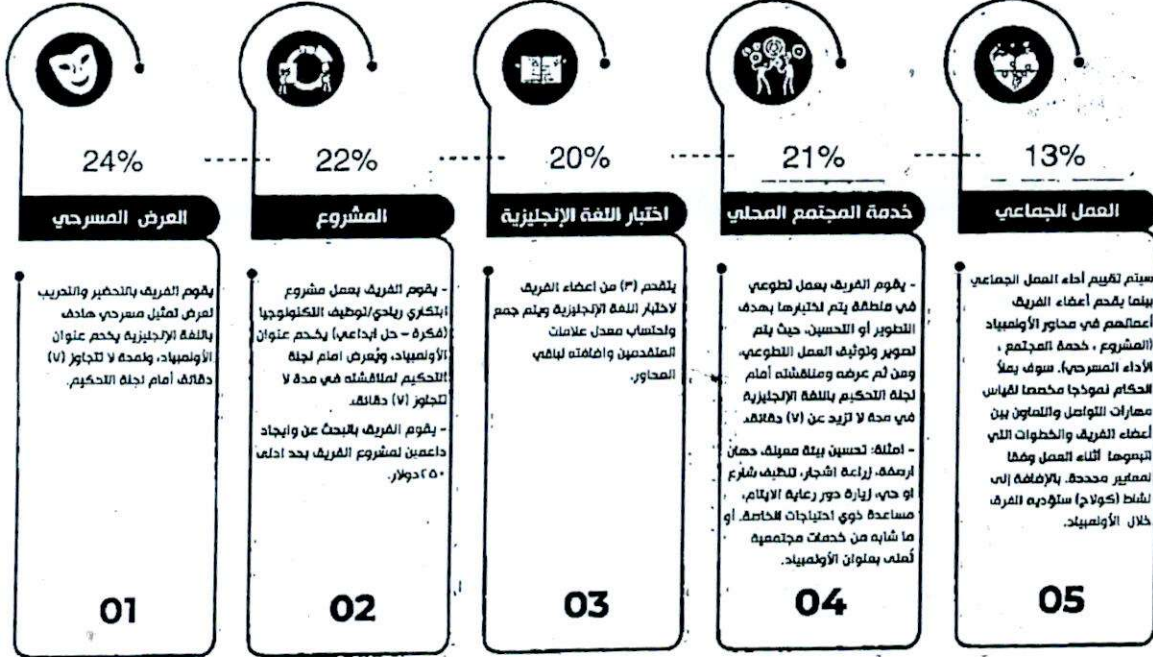 24%
العرض المسرحي
يقوم الفريق بالتحضير والتدريب
لعرض تمثيل مسرحي هادف
باللغة الإنجليزية يخدم عنوان
الأولمبياد، ولمدة لا تتجاوز (٧)
دقائق أمام لجنة التحكيم.
01
22%
المشروع
- يقوم الفريق بعمل مشروع
ابتكاري ريادي/توظيف التكنولوجيا
(فكرة - حل ابداعي) يخدم عنوان
الأولمبياد، ويُعرض امام لجنة
التحكيم لمناقشته في مدة لا
تتجاوز (٧) دقائق.
- يقوم الفريق بالبحث عن وايجاد
داعمين لمشروع الفريق بحد ادنى
٢٥٠ دولار.
02
20%
اختبار اللغة الإنجليزية
يتقدم (٣) من اعضاء الفريق
لاختبار اللغة الإنجليزية ويتم جمع
واحتساب معدل علامات
المتقدمين واضافته لباقي
المحاور.
03
21%
خدمة المجتمع المحلي
- يقوم الفريق بعمل تطوعي
في منطقة يتم اختيارها بهدف
التطوير أو التحسين، حيث يتم
تصوير وتوثيق العمل التطوعي،
ومن ثم عرضه ومناقشته أمام
لجنة التحكيم باللغة الإنجليزية
في مدة لا تزيد عن (٧) دقائق.
- امثلة: تحسين بيئة معينة، دهان
ارصفة، زراعة اشجار، تنظيف شارع
او حي، زيارة دور رعاية الايتام،
مساعدة ذوي احتياجات الخاصة. أو
ما شابه من خدمات مجتمعية
تُعنى بعنوان الأولمبياد.
04
13%
العمل الجماعي
سيتم تقييم أداء العمل الجماعي
بينما يقدم أعضاء الفريق
أعمالهم في محاور الأولمبياد
(المشروع ، خدمة المجتمع ،
الأداء المسرحي). سوف يملأ
الحكام نموذجا مخصصا لقياس
مهارات التواصل والتعاون بين
أعضاء الفريق والخطوات التي
اتبعوها أثناء العمل وفقا
لمعايير محددة. بالإضافة إلى
نشاط (كولاج) ستؤديه الفرق
خلال الأولمبياد.
05